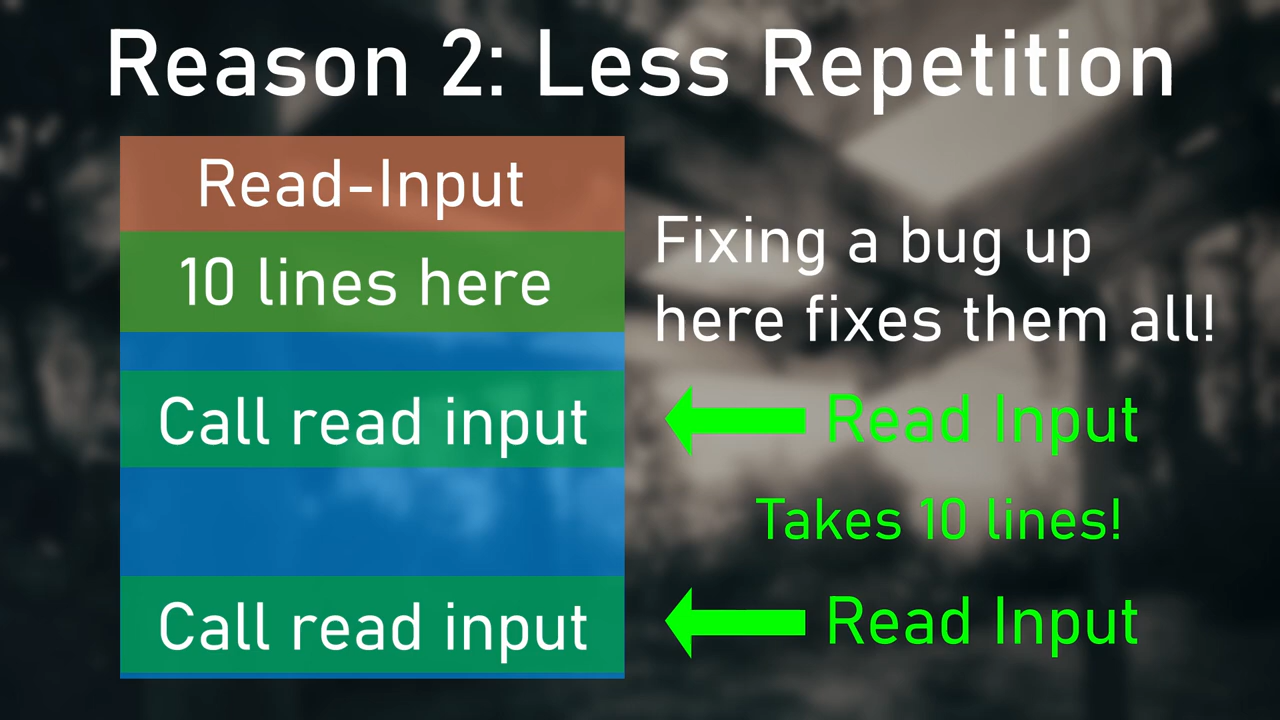 Reason 2: Less Repetition
Read-Input
10 lines here
Fixing a bug up
here fixes them all!
Call read input
Read Input
Takes 10 lines!
Call read input
Read Input